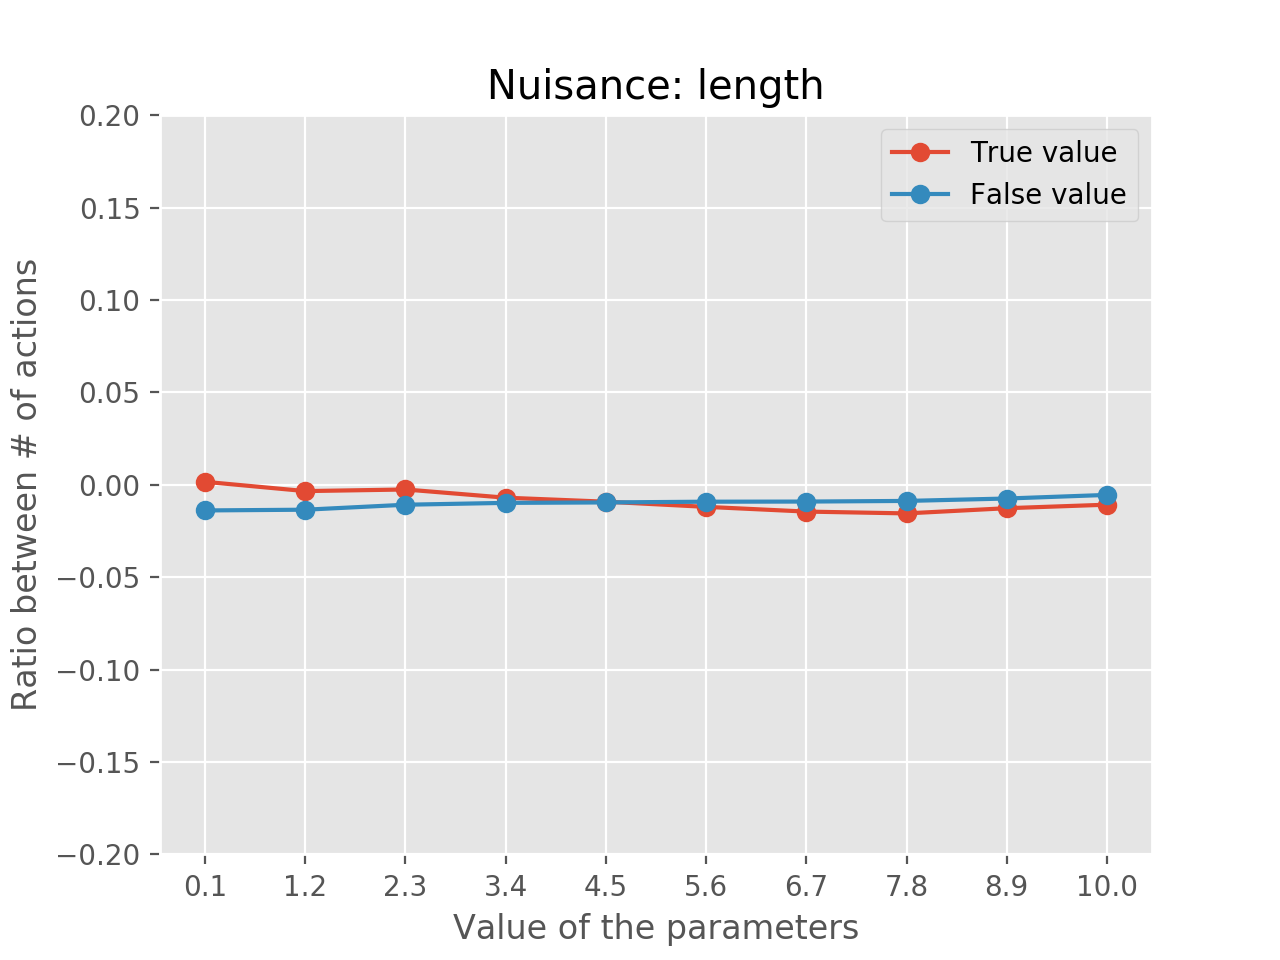 Nuisance: length
True value
False value
Ratio between # of actions
0.20
0.15
0.10
0.05
0.00
−0.05
−0.10
−0.15
−0.20
0.1 1.2 2.3 3.4 4.5 5.6 6.7 7.8 8.9 10.0
Value of the parameters